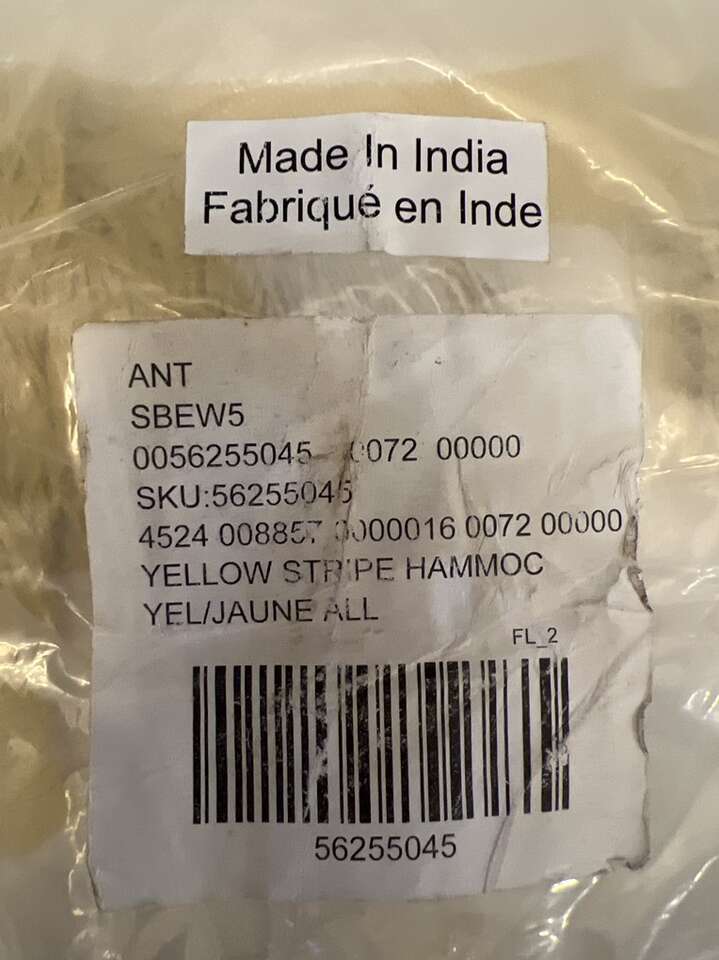 Made In India
Fabriqué en Inde
ANT
SBEW5
0056255045 0072 00000
SKU:56255045
4524 008857 0000016 0072 00000
YELLOW STRIPE HAMMOC
YEL/JAUNE ALL
FL_2
56255045